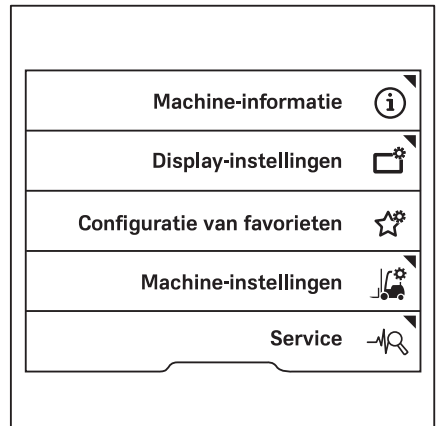 Machine-informatie
Display-instellingen
Configuratie van favorieten
Machine-instellingen
Service